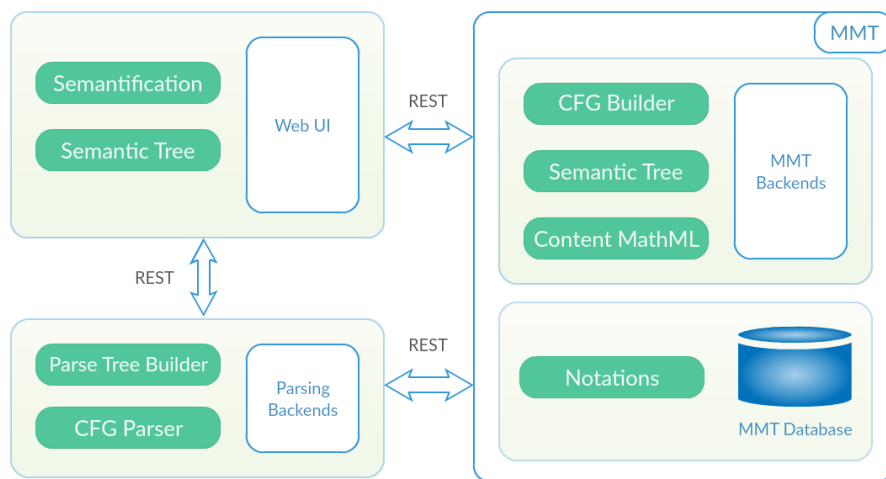 Semantification
Semantic Tree
Web UI
REST
MMT
CFG Builder
Semantic Tree
Content MathML
MMT
Backends
REST
Parse Tree Builder
CFG Parser
Parsing
Backends
REST
Notations
MMT Database